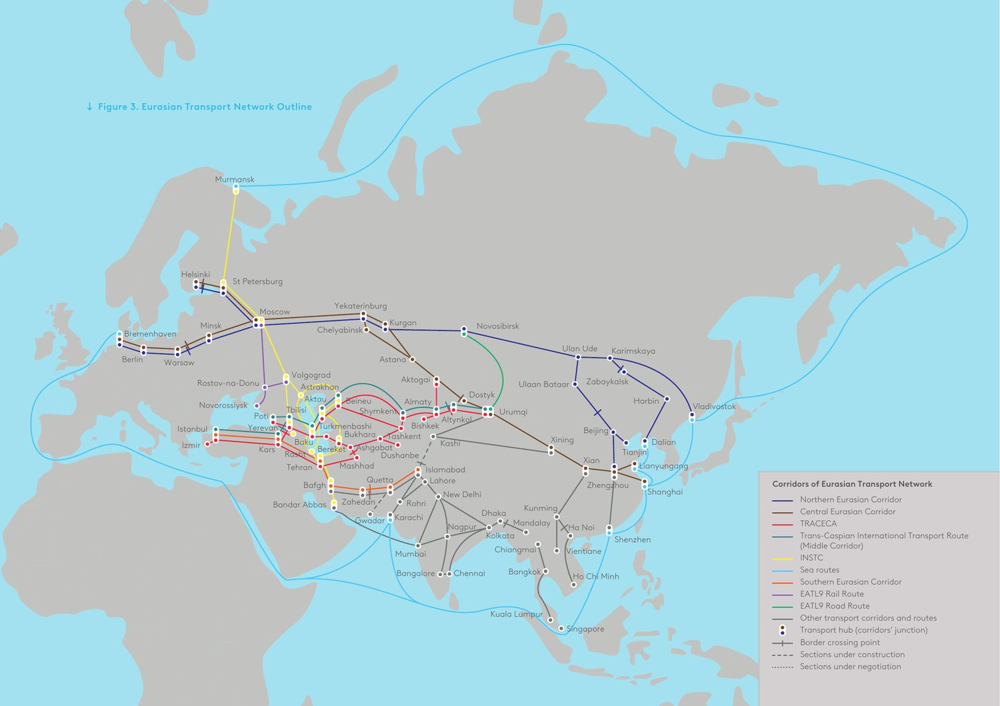 ↓ Figure 3. Eurasian Transport Network Outline
Murmansk
Helsinki
St Petersburg
Moscow
Yekaterinburg
Chelyabinsk
Kurgan
Novosibirsk
Minsk
Bremenhaven
Berlin
Warsaw
Ulan Ude
Karimskaya
Astana
Aktogai
Rostov-na-Donu
Volgograd
Astrakhan
Ulaan Bataar
Zabaykalsk
Novorossiysk
Aktau
Beineu
Almaty
Dostyk
Harbin
Vladivostok
Poti
Tbilisi
Shymkent
Altynkol
Urumqi
Istanbul
Yerevan
Turkmenbashi
Bishkek
Bukhara
Tashkent
Kashi
Beijing
Izmir
Kars
Baku
Rasht
Bereket
Ashgabat
Dushanbe
Xining
Tianjin
Dalian
Tehran
Mashhad
Islamabad
Xian
Lianyungang
Bafgh
Quetta
Lahore
Zhengzhou
Shanghai
Zahedan
Rohri
New Delhi
Bandar Abbas
Gwadar
Karachi
Dhaka
Kunming
Nagpur
Kolkata
Mandalay
Ha Noi
Mumbai
Chiangmai
Vientiane
Shenzhen
Bangalore
Chennai
Bangkok
Ho Chi Minh
Kuala Lumpur
Singapore
Corridors of Eurasian Transport Network
Northern Eurasian Corridor
Central Eurasian Corridor
TRACECA
Trans-Caspian International Transport Route
(Middle Corridor)
INSTC
Sea routes
Southern Eurasian Corridor
EATL9 Rail Route
EATL9 Road Route
Other transport corridors and routes
Transport hub (corridors’ junction)
Border crossing point
Sections under construction
Sections under negotiation